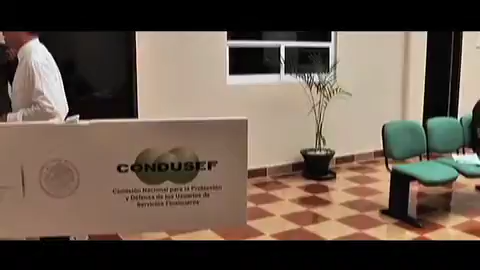 CONDUSEF
Comisión Nacional para la Protección
y Defensa de los Usuarios de
Servicios Financieros